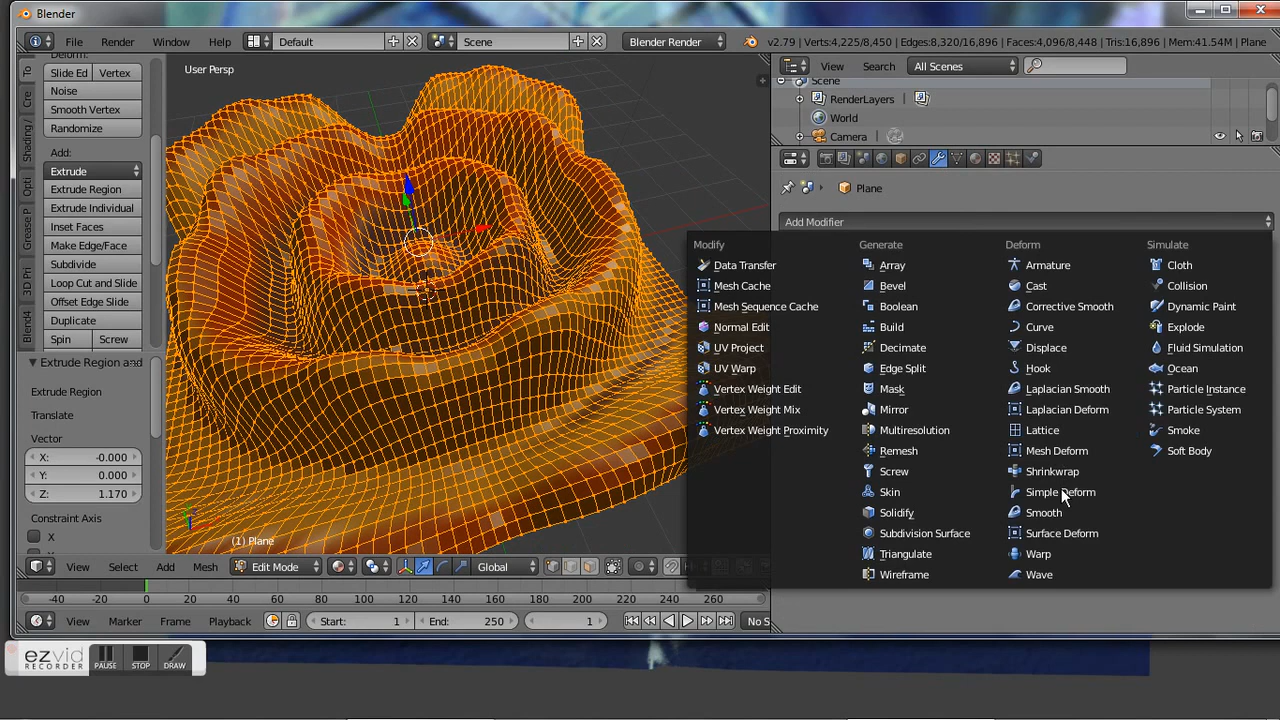 Blender
File Render Window Help Default Scene Blender Render v2.79 | Verts:4,225/8,450 | Edges:8,320/16,896 | Faces:4,096/8,448 | Tris:16,896 | Mem:41.54M | Plane
Deform:
Slide Ed Vertex
Noise
Smooth Vertex
Randomize
Add:
Extrude
Extrude Region
Extrude Individual
Inset Faces
Make Edge/Face
Subdivide
Loop Cut and Slide
Offset Edge Slide
Duplicate
Spin Screw
To
Cre
Shading /
Opti
Grease P
3D Pri
Blend4
Extrude Region and
Extrude Region
Translate
Vector
X: -0.000
Y: 0.000
Z: 1.170
Constraint Axis
X
User Persp
(1) Plane
View Select Add Mesh Edit Mode Global
-40 -20 0 20 40 60 80 100 120 140 160 180 200 220 240 260
View Marker Frame Playback Start: 1 End: 250 1 No S
View Search All Scenes
Scene
RenderLayers
World
Camera
Plane
Add Modifier
Modify
Data Transfer
Mesh Cache
Mesh Sequence Cache
Normal Edit
UV Project
UV Warp
Vertex Weight Edit
Vertex Weight Mix
Vertex Weight Proximity
Generate
Array
Bevel
Boolean
Build
Decimate
Edge Split
Mask
Mirror
Multiresolution
Remesh
Screw
Skin
Solidify
Subdivision Surface
Triangulate
Wireframe
Deform
Armature
Cast
Corrective Smooth
Curve
Displace
Hook
Laplacian Smooth
Laplacian Deform
Lattice
Mesh Deform
Shrinkwrap
Simple Deform
Smooth
Surface Deform
Warp
Wave
Simulate
Cloth
Collision
Dynamic Paint
Explode
Fluid Simulation
Ocean
Particle Instance
Particle System
Smoke
Soft Body
ezvid
RECORDER
PAUSE STOP DRAW